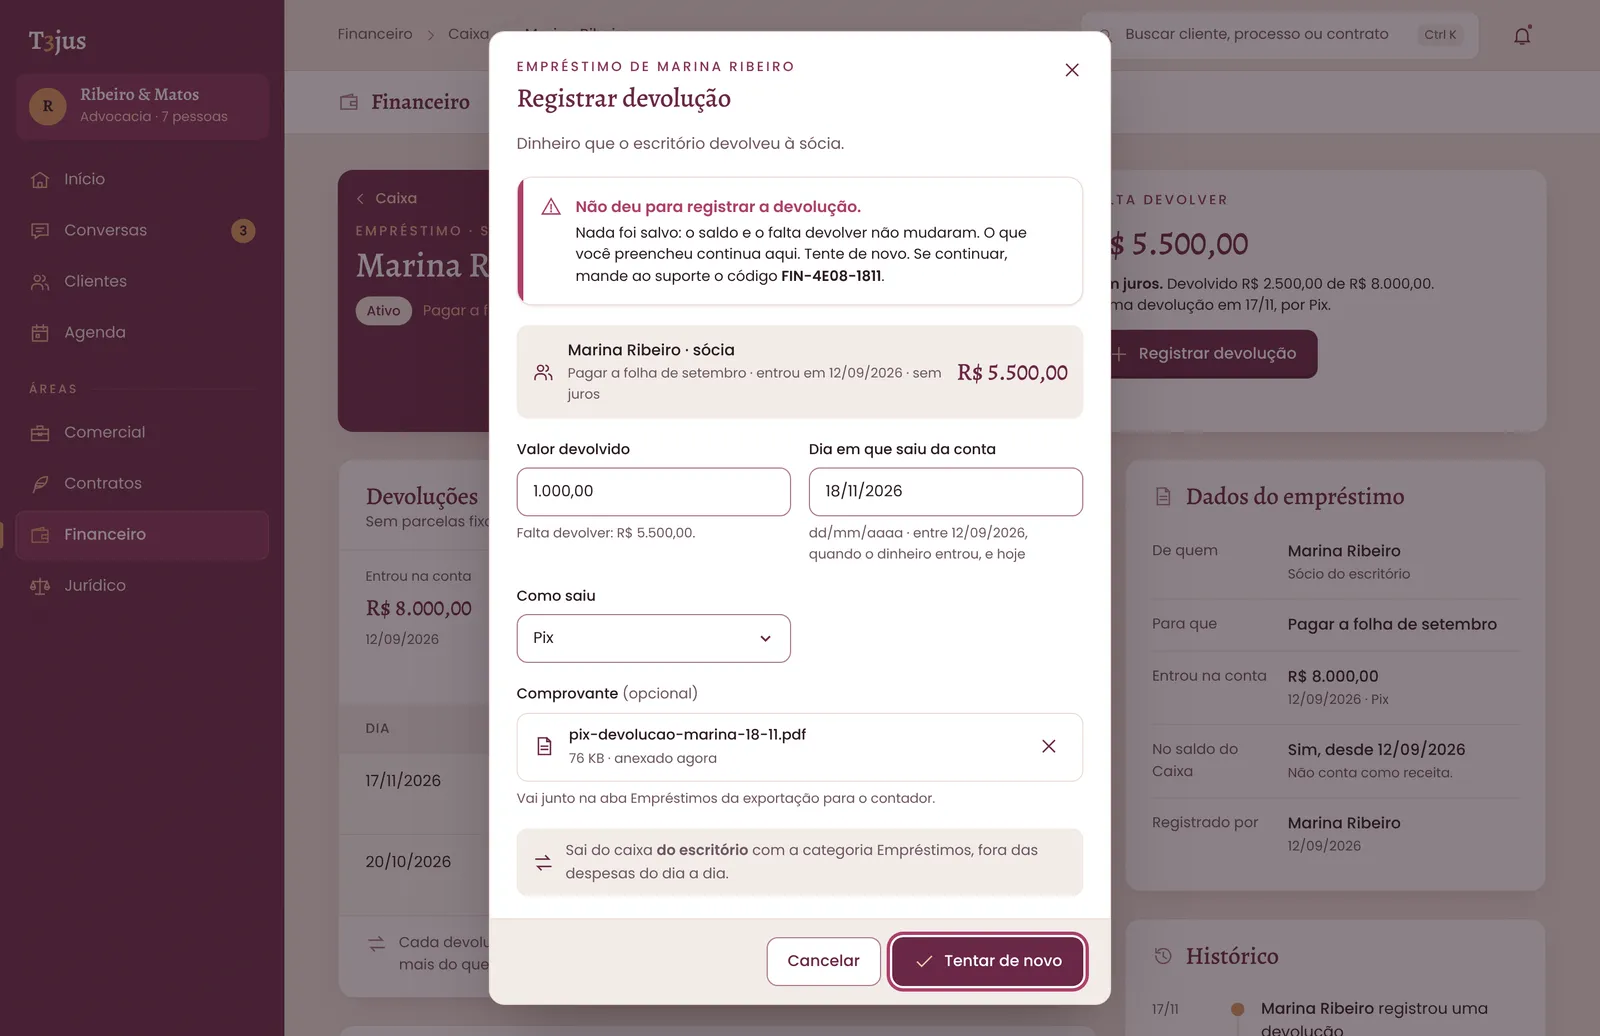 T3jus
R
Ribeiro & Matos
Advocacia · 7 pessoas
Início
Conversas
3
Clientes
Agenda
ÁREAS
Comercial
Contratos
Financeiro
Jurídico
Financeiro
Caixa
Buscar cliente, processo ou contrato
Ctrl K
Financeiro
Caixa
EMPRÉSTIMO · S
Marina R
Ativo
Pagar a f
LTA DEVOLVER
$ 5.500,00
n juros. Devolvido R$ 2.500,00 de R$ 8.000,00.
ma devolução em 17/11, por Pix.
Registrar devolução
Devoluções
Sem parcelas fixa
Entrou na conta
R$ 8.000,00
12/09/2026
DIA
17/11/2026
20/10/2026
Cada devolu
mais do que
EMPRÉSTIMO DE MARINA RIBEIRO
Registrar devolução
Dinheiro que o escritório devolveu à sócia.
Não deu para registrar a devolução.
Nada foi salvo: o saldo e o falta devolver não mudaram. O que
você preencheu continua aqui. Tente de novo. Se continuar,
mande ao suporte o código FIN-4E08-1811.
Marina Ribeiro · sócia
Pagar a folha de setembro · entrou em 12/09/2026 · sem
juros
R$ 5.500,00
Valor devolvido
1.000,00
Falta devolver: R$ 5.500,00.
Dia em que saiu da conta
18/11/2026
dd/mm/aaaa · entre 12/09/2026,
quando o dinheiro entrou, e hoje
Como saiu
Pix
Comprovante (opcional)
pix-devolucao-marina-18-11.pdf
76 KB · anexado agora
Vai junto na aba Empréstimos da exportação para o contador.
Sai do caixa do escritório com a categoria Empréstimos, fora das
despesas do dia a dia.
Cancelar
Tentar de novo
Dados do empréstimo
De quem
Marina Ribeiro
Sócio do escritório
Para que
Pagar a folha de setembro
Entrou na conta
R$ 8.000,00
12/09/2026 · Pix
No saldo do
Caixa
Sim, desde 12/09/2026
Não conta como receita.
Registrado por
Marina Ribeiro
12/09/2026
Histórico
17/11
Marina Ribeiro registrou uma
devolução